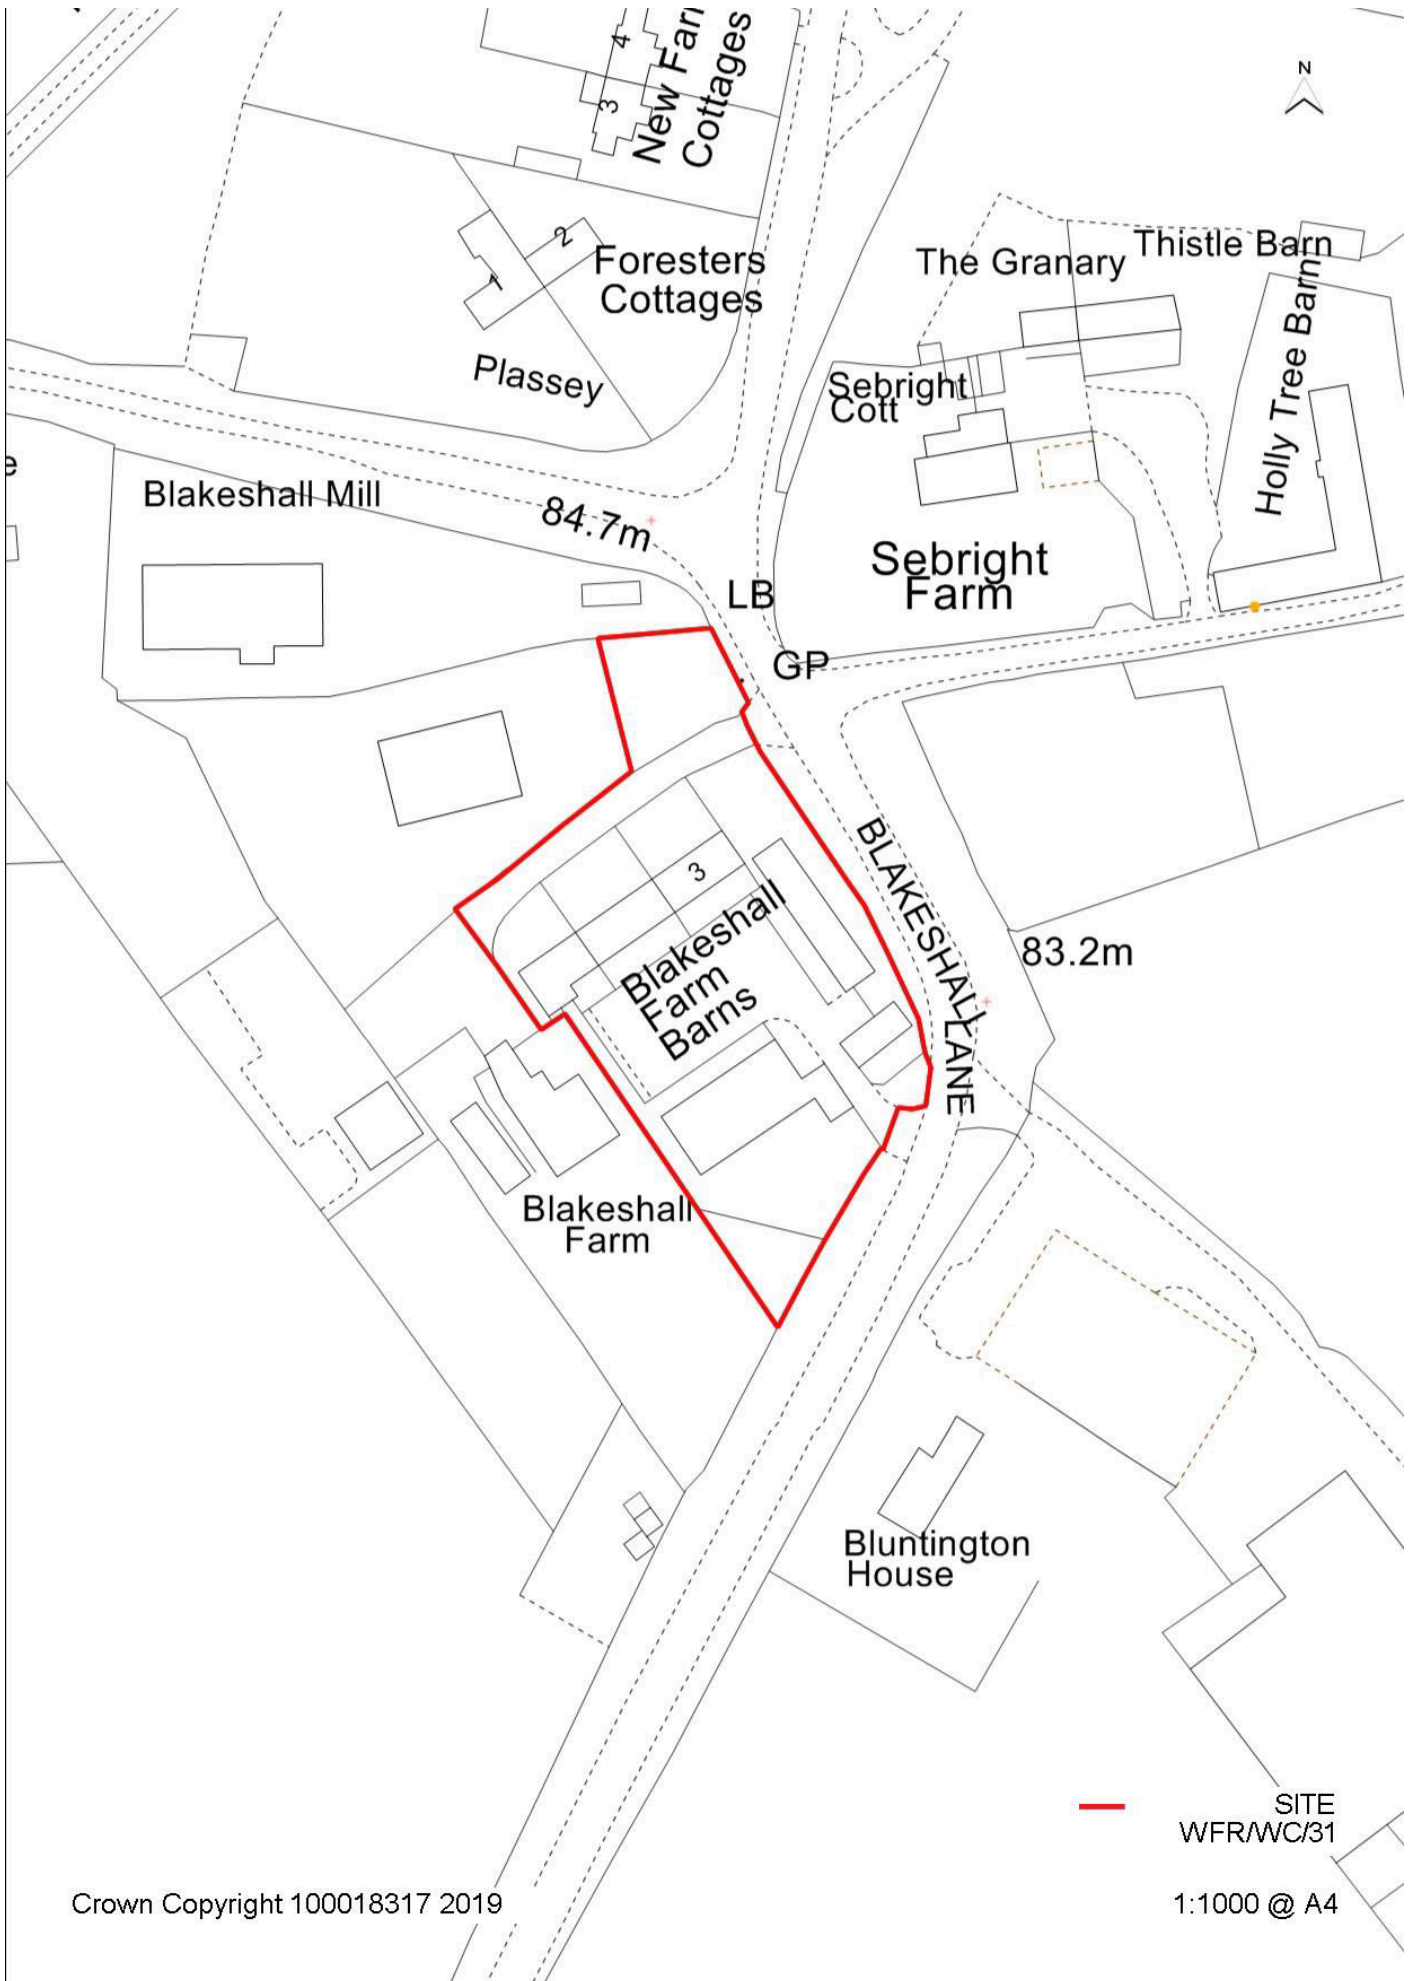 4
3
New Farm
Cottages
N
2
1
Foresters
Cottages
The Granary
Thistle Barn
Holly Tree Barn
Plassey
Sebright
Cott
e
Blakeshall Mill
84.7m
Sebright
Farm
LB
GP
BLAKESHALL
LANE
3
Blakeshall
Farm
Barns
83.2m
Blakeshall
Farm
Bluntington
House
SITE
WFR/WC/31
Crown Copyright 100018317 2019
1:1000 @ A4